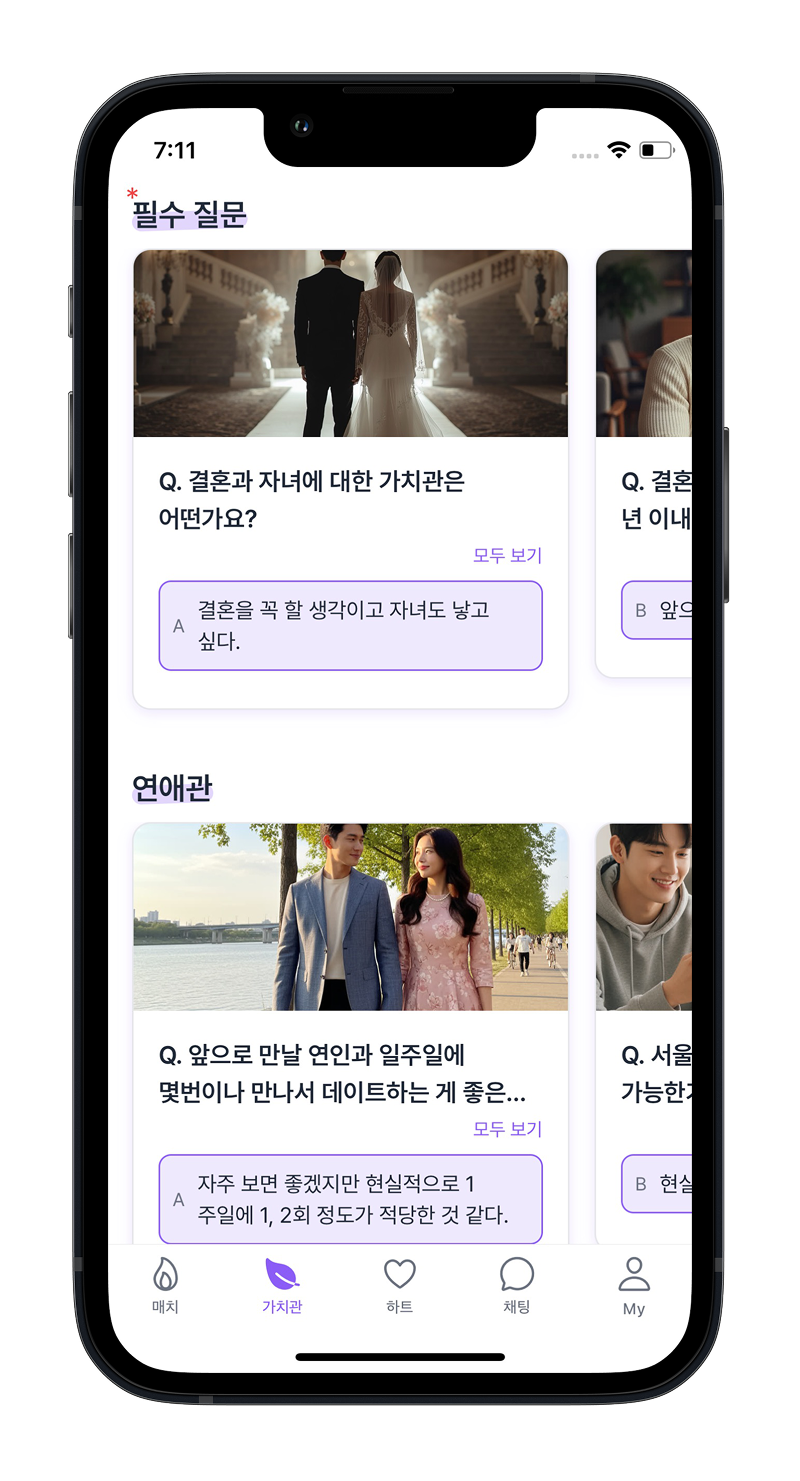 7:11
*
필수 질문
Q. 결혼과 자녀에 대한 가치관은
어떤가요?
모두 보기
A
결혼을 꼭 할 생각이고 자녀도 낳고
싶다.
Q. 결혼
년 이내
B 앞으
연애관
Q. 앞으로 만날 연인과 일주일에
몇번이나 만나서 데이트하는 게 좋은...
모두 보기
A
자주 보면 좋겠지만 현실적으로 1
주일에 1, 2회 정도가 적당한 것 같다.
Q. 서울
가능한
B 현실
매치
가치관
하트
채팅
My